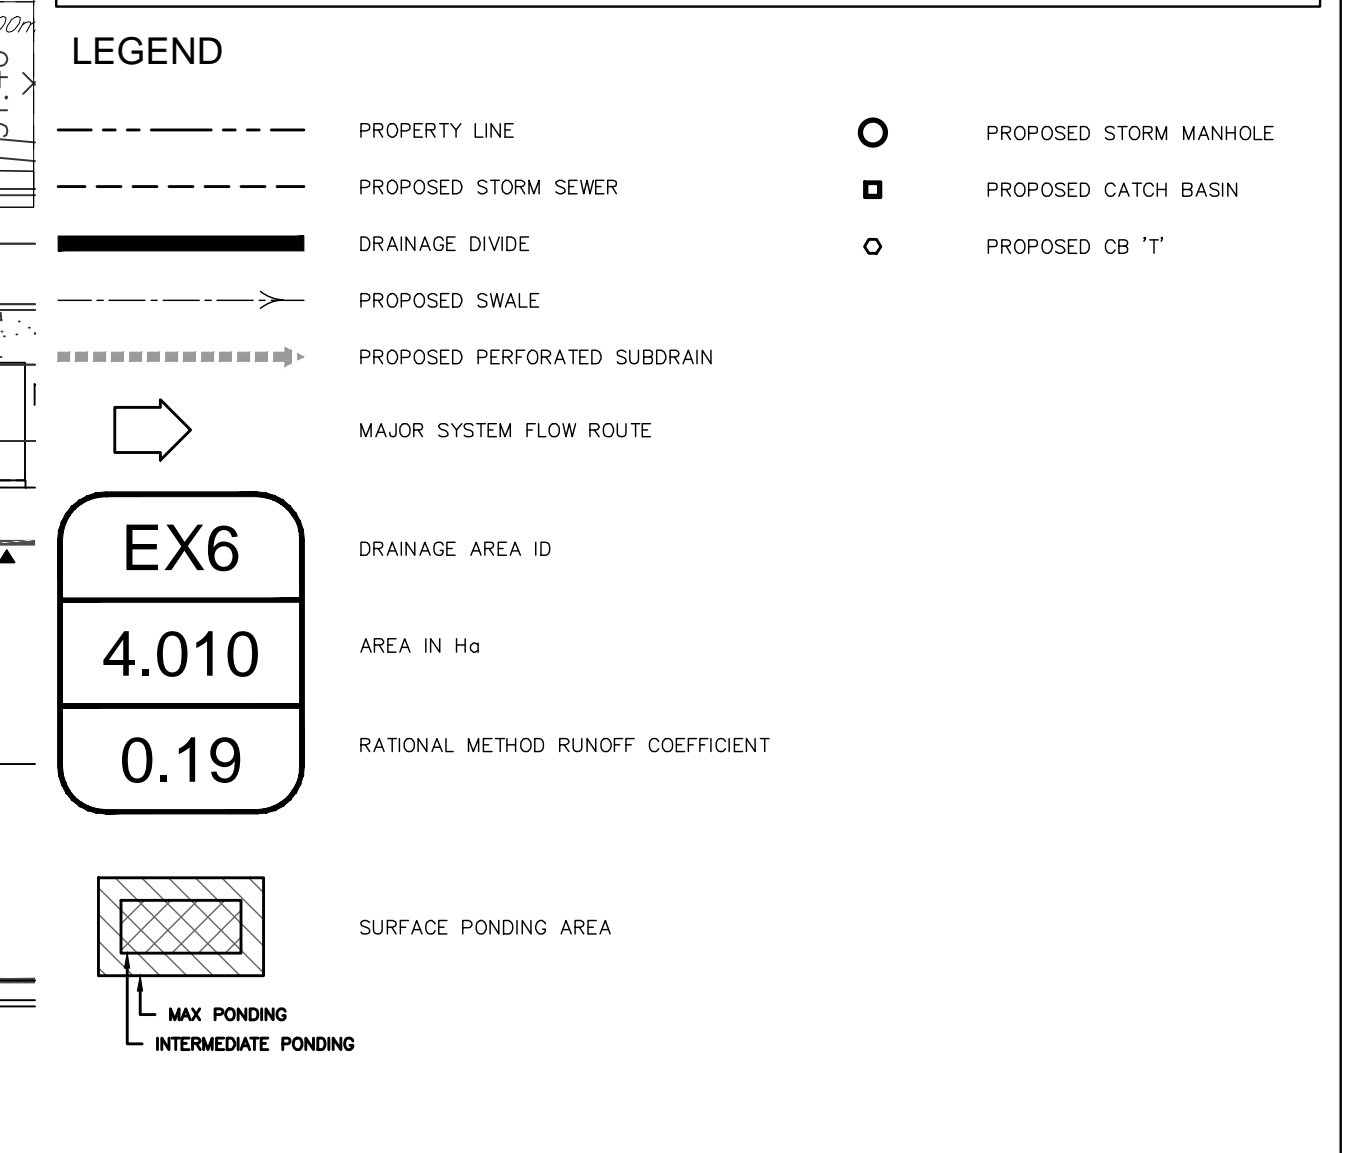 00m
LEGEND
PROPERTY LINE
PROPOSED STORM SEWER
DRAINAGE DIVIDE
PROPOSED SWALE
PROPOSED PERFORATED SUBDRAIN
MAJOR SYSTEM FLOW ROUTE
EX6
DRAINAGE AREA ID
4.010
AREA IN Ha
0.19
RATIONAL METHOD RUNOFF COEFFICIENT
SURFACE PONDING AREA
MAX PONDING
INTERMEDIATE PONDING
PROPOSED STORM MANHOLE
PROPOSED CATCH BASIN
PROPOSED CB 'T'